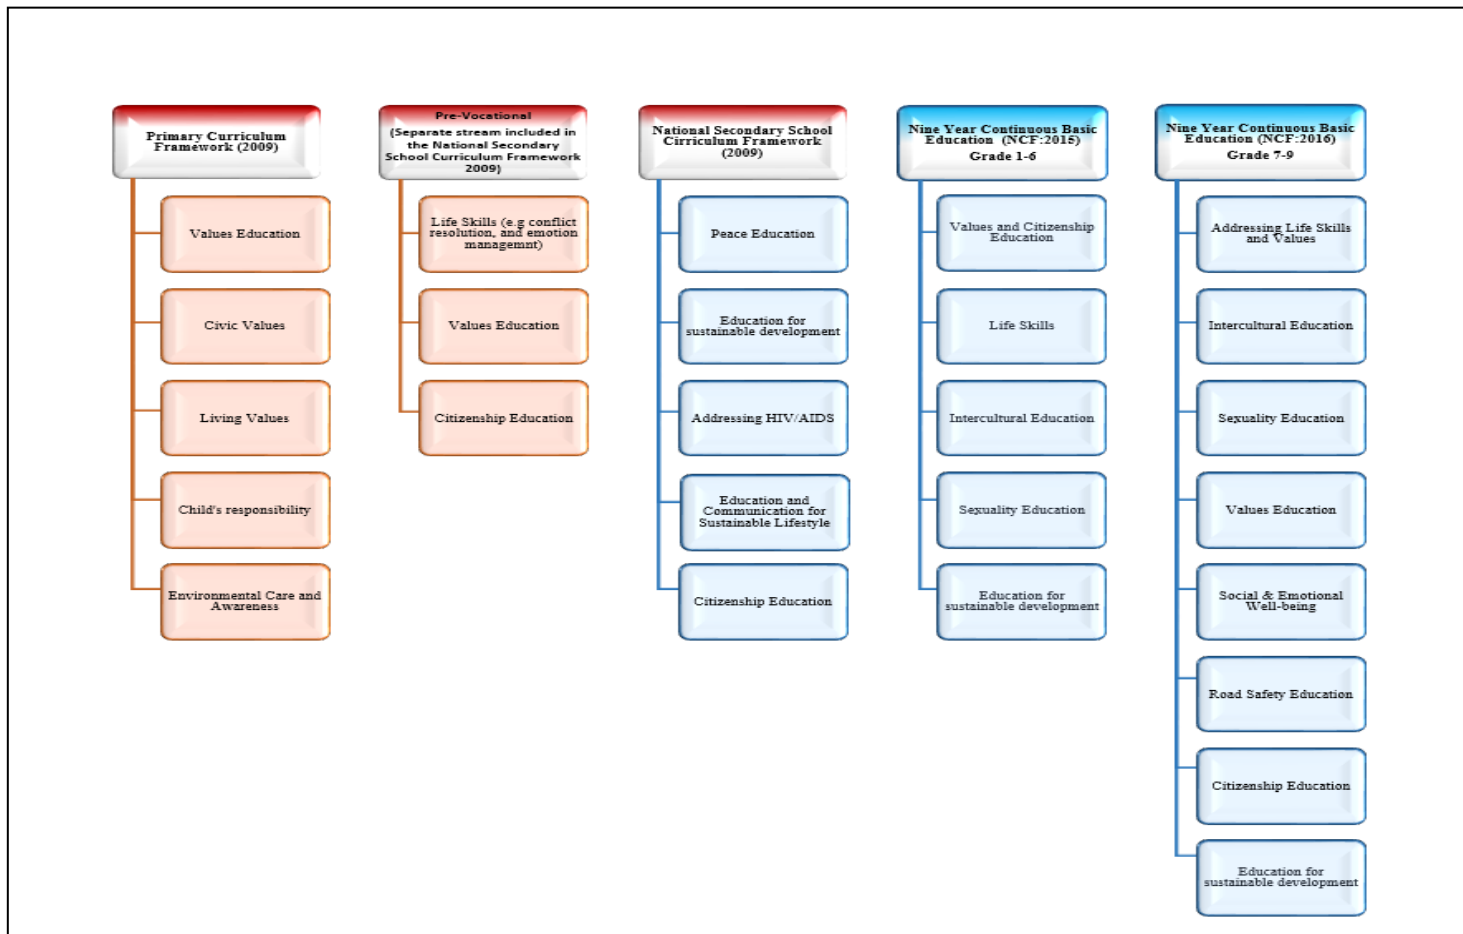 Primary Curriculum
Framework (2009)
Values Education
Civic Values
Living Values
Child's responsibility
Environmental Care and
Awareness
Pre-Vocational
(Separate stream included in
the National Secondary
School Curriculum Framework
2009)
Life Skills (e.g conflict
resolution, and emotion
managemnt)
Values Education
Citizenship Education
National Secondary School
Cirriculum Framework
(2009)
Peace Education
Education for
sustainable development
Addressing HIV/AIDS
Education and
Communication for
Sustainable Lifestyle
Citizenship Education
Nine Year Continuous Basic
Education (NCF:2015)
Grade 1-6
Values and Citizenship
Education
Life Skills
Intercultural Education
Sexuality Education
Education for
sustainable development
Nine Year Continuous Basic
Education (NCF:2016)
Grade 7-9
Addressing Life Skills
and Values
Intercultural Education
Sexuality Education
Values Education
Social & Emotional
Well-being
Road Safety Education
Citizenship Education
Education for
sustainable development